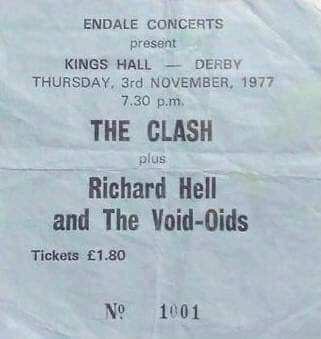 ENDALE CONCERTS
present
KINGS HALL — DERBY
THURSDAY, 3rd NOVEMBER, 1977
7.30 p.m.
THE CLASH
plus
Richard Hell
and The Void-Oids
Tickets £1.80
Nº 1001